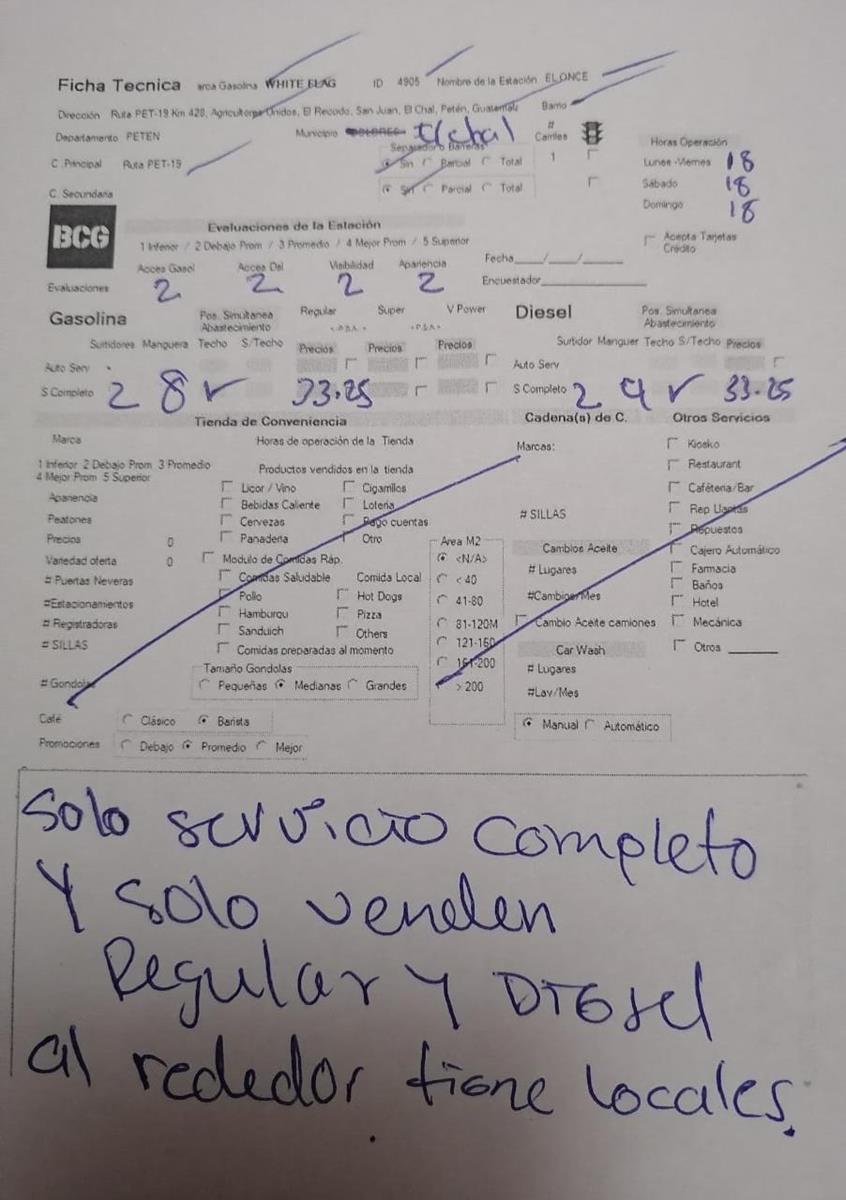 Ficha Tecnica arca Gasolina WHITE FLAG ID 4905 Nombre de la Estación EL ONCE
Dirección Ruta PET-19 Km 428, Agricultores Unidos, El Recodo, San Juan, El Chal, Petén, Guatemala Barrio
Departamento PETEN Municipio DOLORES El chal # Carriles
Separador o Barreras Horas Operación
C.Principal Ruta PET-19 Sin Parcial Total 1 Lunes -Viernes 18
C. Secundaria Sin Parcial Total Sábado 18
Domingo 18
BCG
Evaluaciones de la Estación
1 Inferior / 2 Debajo Prom / 3 Promedio / 4 Mejor Prom / 5 Superior
Acepta Tarjetas Crédito
Fecha____/____/____
Acces Gasol Acces Dsl Visibilidad Apariencia
Encuestador
Evaluaciones 2 2 2 2
Gasolina Pos. Simultanea Abastecimiento Regular Super V Power Diesel Pos. Simultanea Abastecimiento
Surtidores Manguera Techo S/Techo Precios Precios Precios Surtidor Manguer Techo S/Techo Precios
Auto Serv Auto Serv
S Completo 2 8 33.25 S Completo 2 4 33.25
Tienda de Conveniencia Cadena(s) de C. Otros Servicios
Marca Horas de operación de la Tienda Marcas: Kiosko
1 Inferior 2 Debajo Prom 3 Promedio
4 Mejor Prom 5 Superior
Productos vendidos en la tienda Restaurant
Licor / Vino Cigarrillos Cafétería/Bar
Apariencia Bebidas Caliente Loteria Rep Llantas
Peatones Cervezas Pago cuentas # SILLAS Repuestos
Precios 0 Panaderia Otro Area M2 Cajero Automático
Variedad oferta 0 Modulo de Comidas Ráp. <N/A> Cambios Aceite Farmacia
# Puertas Neveras Comidas Saludable Comida Local < 40 # Lugares Baños
#Estacionamientos Pollo Hot Dogs 41-80 #Cambios/Mes Hotel
# Registradoras Hamburqu Pizza 81-120M Cambio Aceite camiones Mecánica
# SILLAS Sanduich Others 121-160 Car Wash Otros
Comidas preparadas al momento 161-200 # Lugares
Tamaño Gondolas
# Gondolas Pequeñas Medianas Grandes > 200 #Lav/Mes
Café Clásico Barista Manual Automático
Promociones Debajo Promedio Mejor
Solo servicio completo
Y solo venden
Regular y DIesel
al rededor tiene Locales.